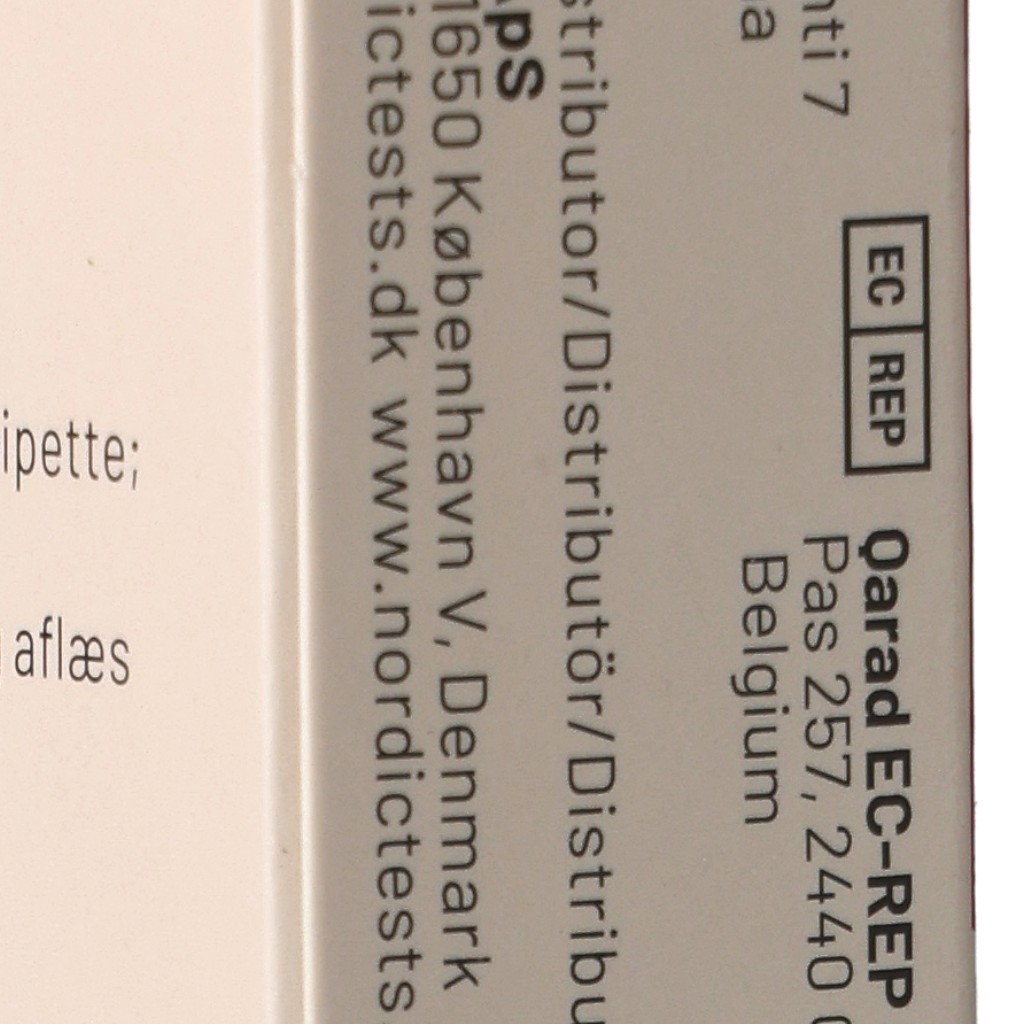 ipette;
aflæs
EC REP Qarad EC-REP
nti 7 Pas 257, 2440
a Belgium
stributor/Distributör/Distribu
pS
1650 København V, Denmark
ictests.dk www.nordictests